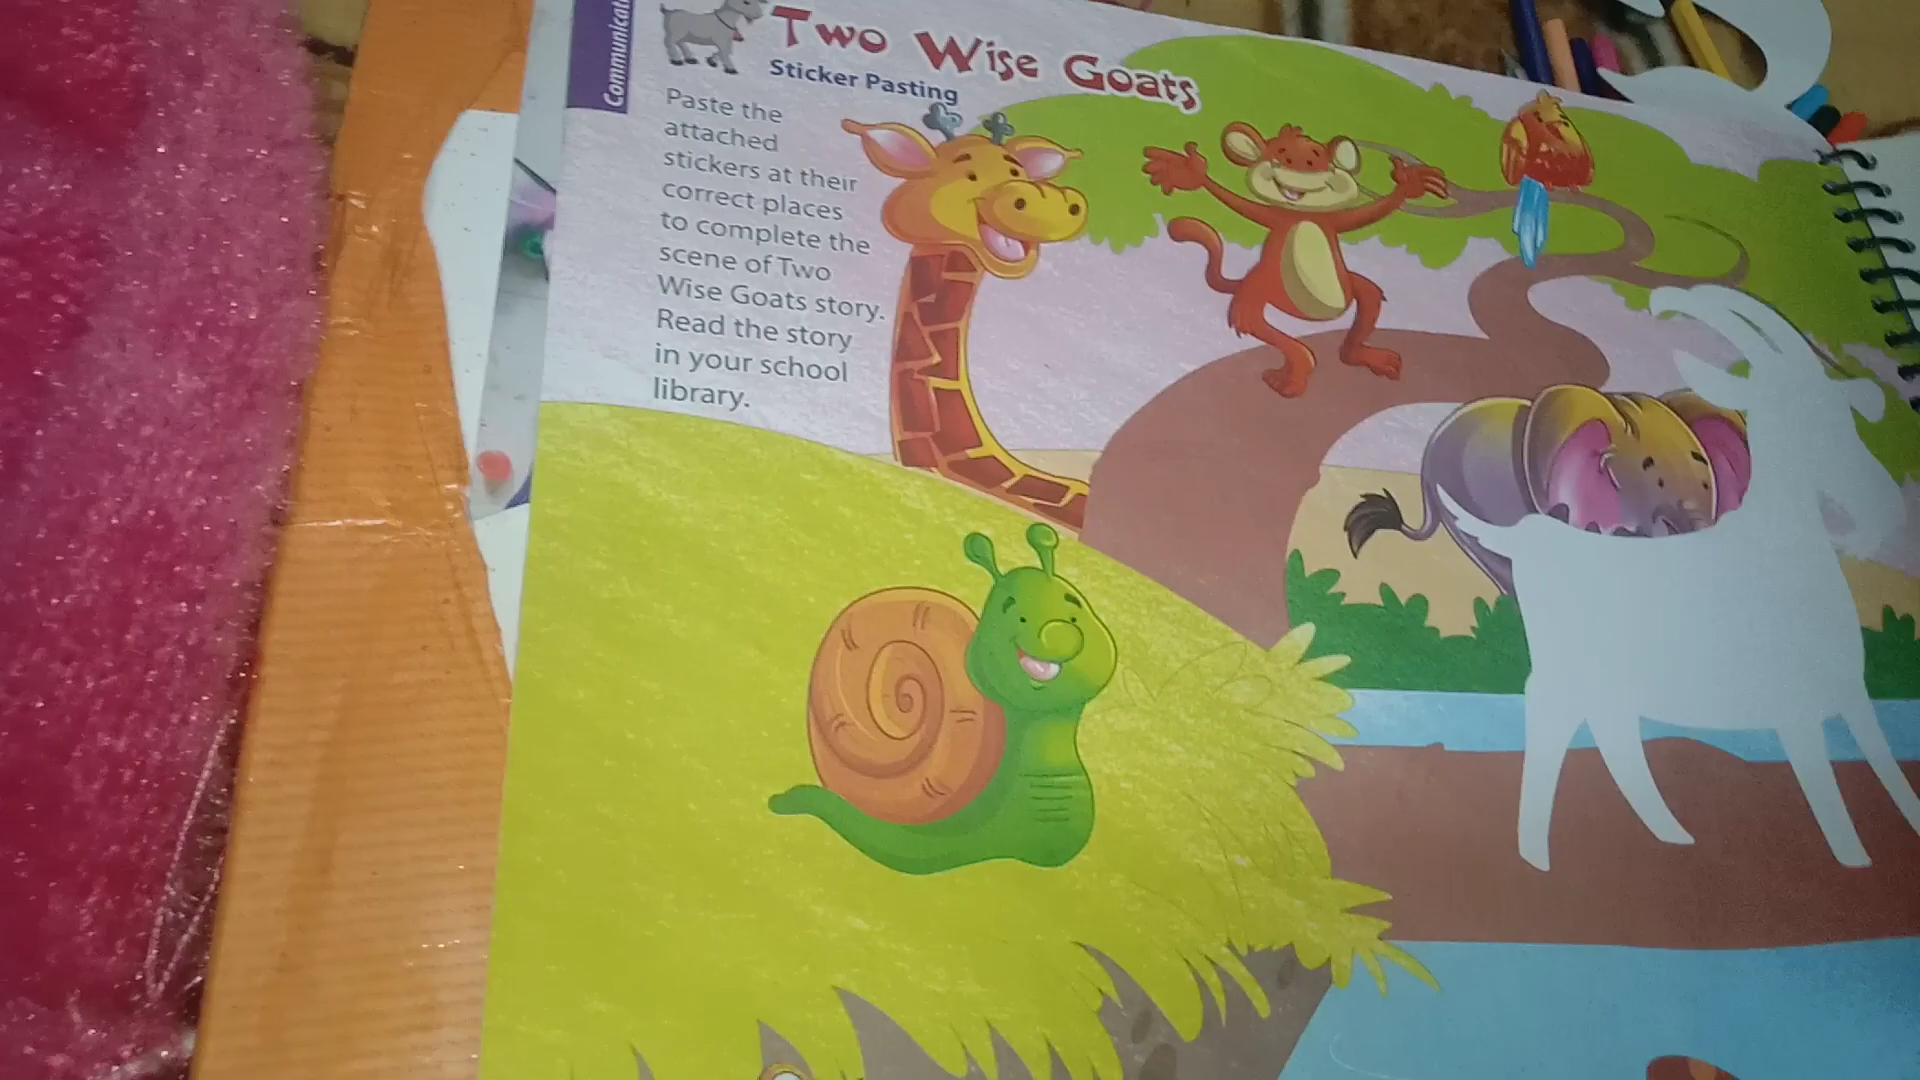 Communicat
Two Wise Goats
Sticker Pasting
Paste the
attached
stickers at their
correct places
to complete the
scene of Two
Wise Goats story.
Read the story
in your school
library.